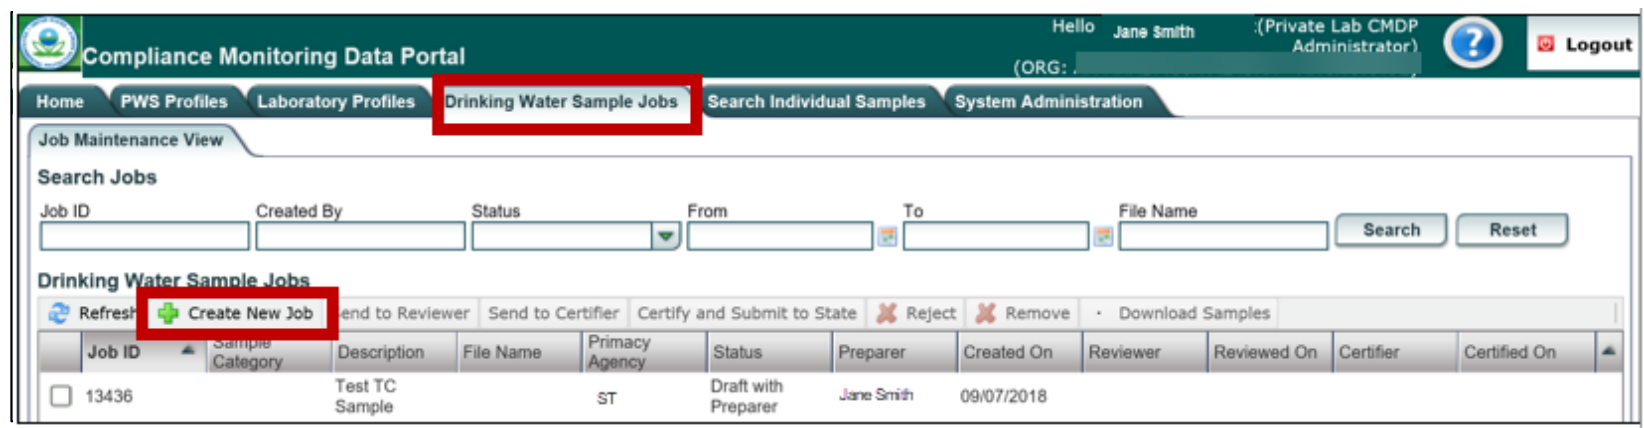 Hello Jane Smith :(Private Lab CMDP
Administrator)
Compliance Monitoring Data Portal
(ORG:
Logout
Home PWS Profiles Laboratory Profiles Drinking Water Sample Jobs Search Individual Samples System Administration
Job Maintenance View
Search Jobs
Job ID Created By Status From To File Name
Search Reset
Drinking Water Sample Jobs
Refresh Create New Job Send to Reviewer Send to Certifier Certify and Submit to State Reject Remove Download Samples
Job ID Sample Category Description File Name Primacy Agency Status Preparer Created On Reviewer Reviewed On Certifier Certified On
13436 Test TC Sample ST Draft with Preparer Jane Smith 09/07/2018